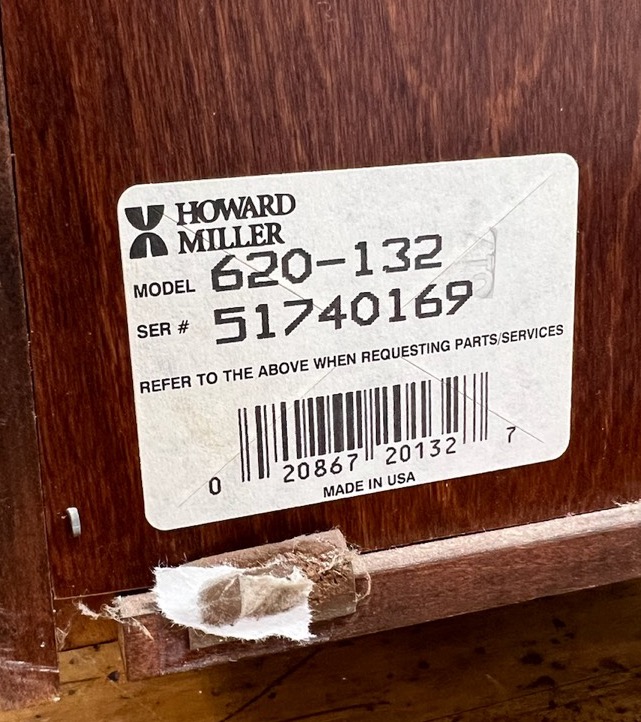 HOWARD
MILLER
MODEL 620-132
SER # 51740169
REFER TO THE ABOVE WHEN REQUESTING PARTS/SERVICES
0 20867 20132 7
MADE IN USA